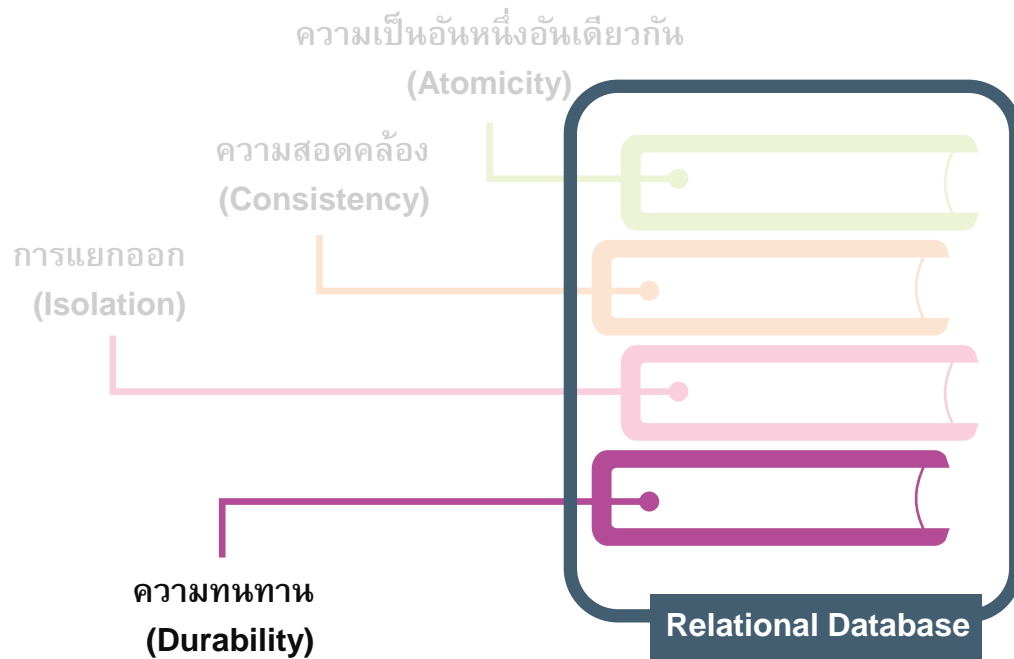 ความเป็นอันหนึ่งอันเดียวกัน
(Atomicity)
ความสอดคล้อง
(Consistency)
การแยกออก
(Isolation)
ความทนทาน
(Durability)
Relational Database